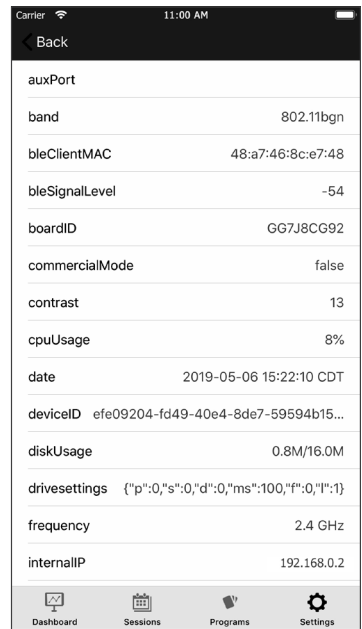 Carrier 11:00 AM
Back
auxPort
band 802.11bgn
bleClientMAC 48:a7:46:8c:e7:48
bleSignalLevel -54
boardID GG7J8CG92
commercialMode false
contrast 13
cpuUsage 8%
date 2019-05-06 15:22:10 CDT
deviceID efe09204-fd49-40e4-8de7-59594b15...
diskUsage 0.8M/16.0M
drivesettings {"p":0,"s":0,"d":0,"ms":100,"f":0,"l":1}
frequency 2.4 GHz
internalIP 192.168.0.2
Dashboard Sessions Programs Settings